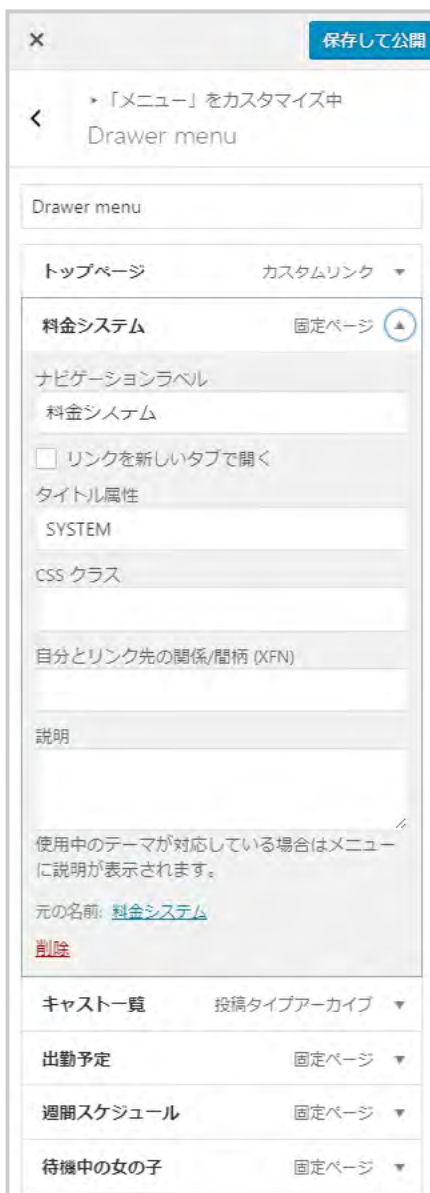 ×
保存して公開
▸「メニュー」をカスタマイズ中
Drawer menu
Drawer menu
トップページ カスタムリンク ▼
料金システム 固定ページ ▲
ナビゲーションラベル
料金システム
リンクを新しいタブで開く
タイトル属性
SYSTEM
CSS クラス
自分とリンク先の関係/間柄 (XFN)
説明
使用中のテーマが対応している場合はメニュー
に説明が表示されます。
元の名前: 料金システム
削除
キャスト一覧 投稿タイプアーカイブ ▼
出勤予定 固定ページ ▼
週間スケジュール 固定ページ ▼
待機中の女の子 固定ページ ▼